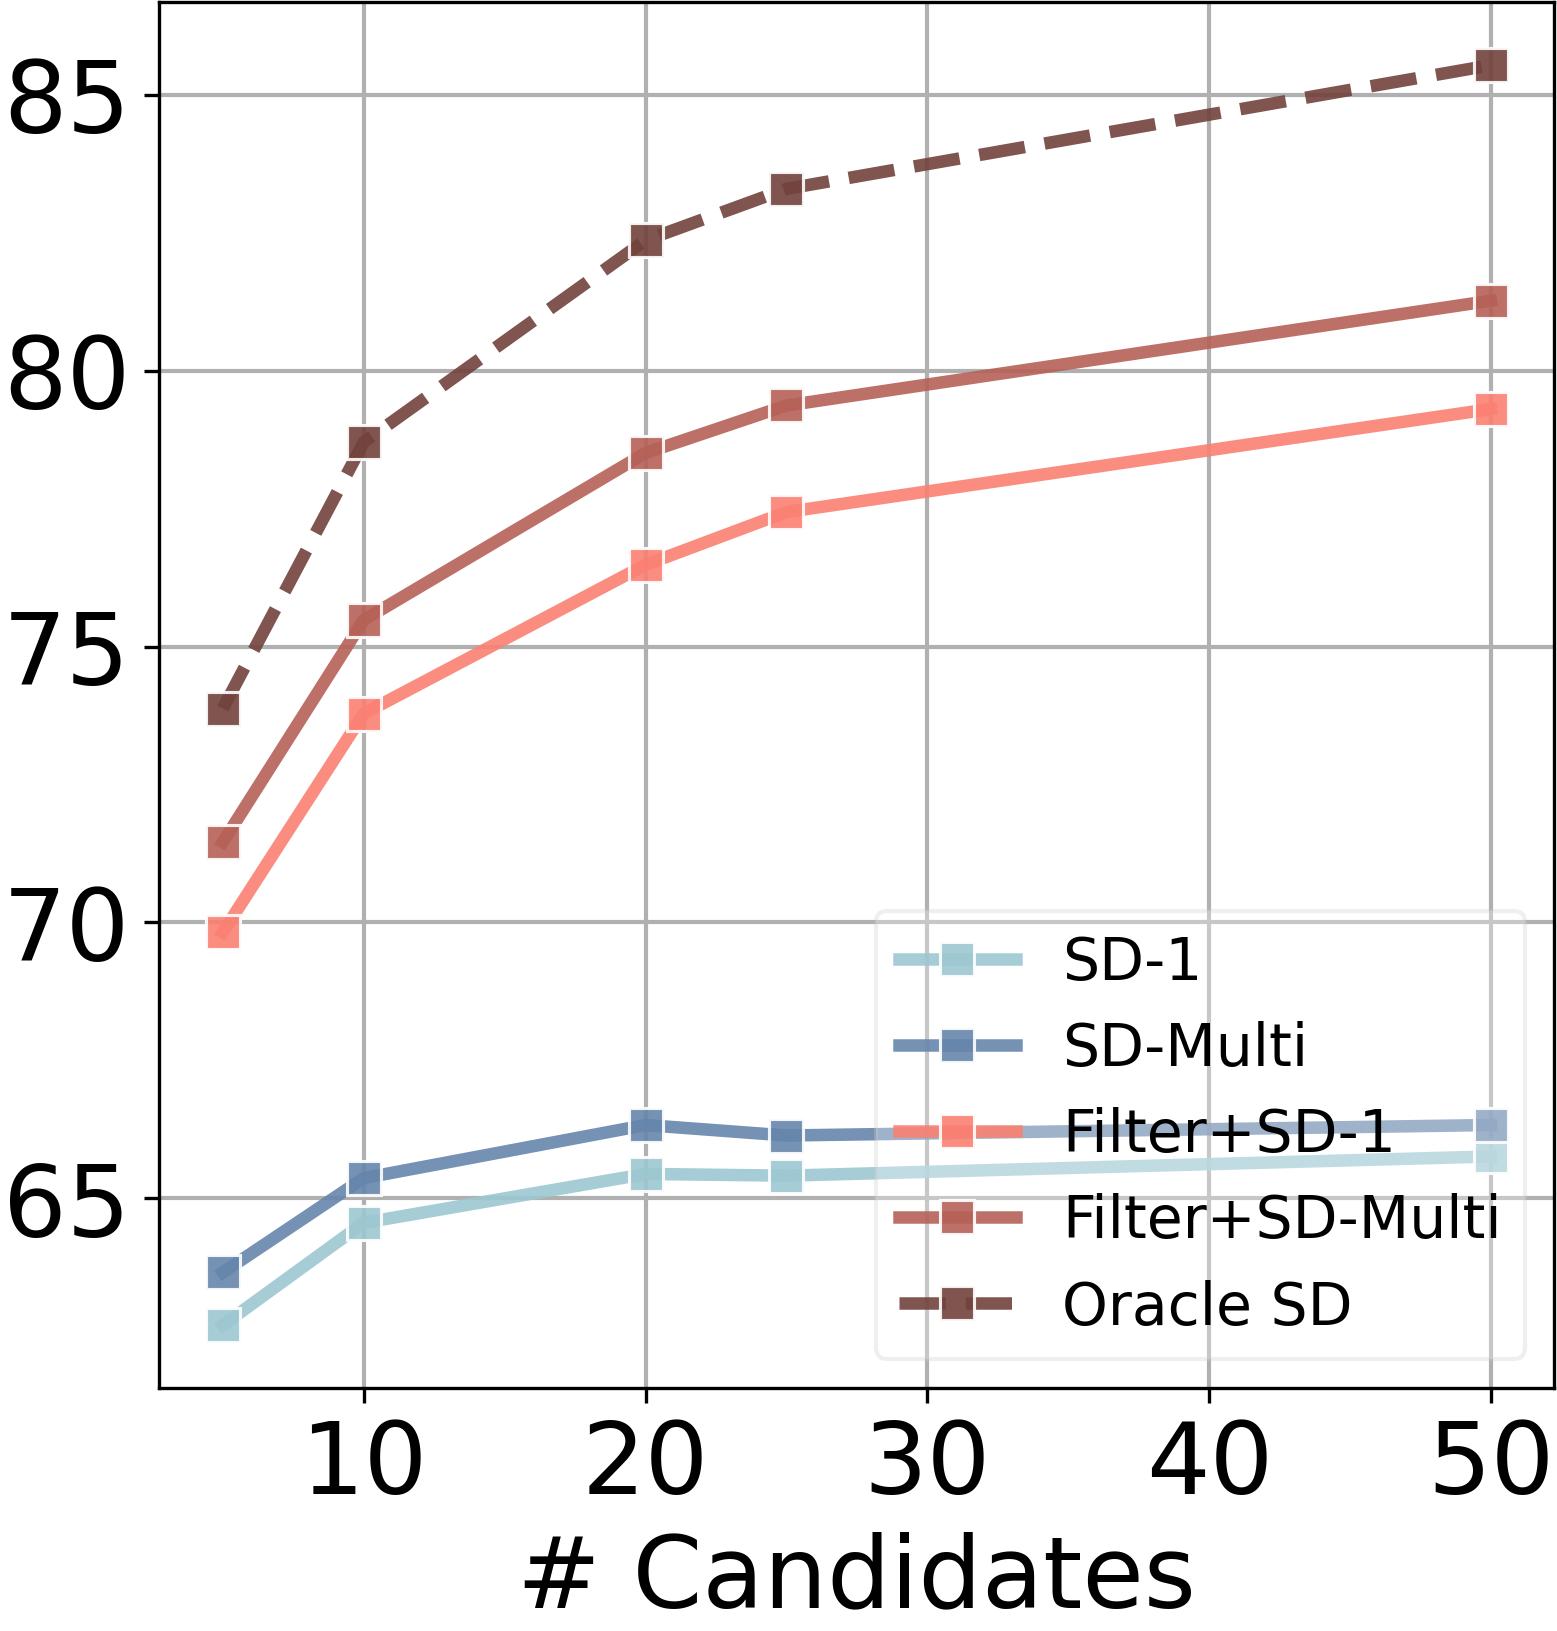 85
80
75
70
65
SD-1
SD-Multi
Filter+SD-1
Filter+SD-Multi
Oracle SD
10 20 30 40 50
# Candidates